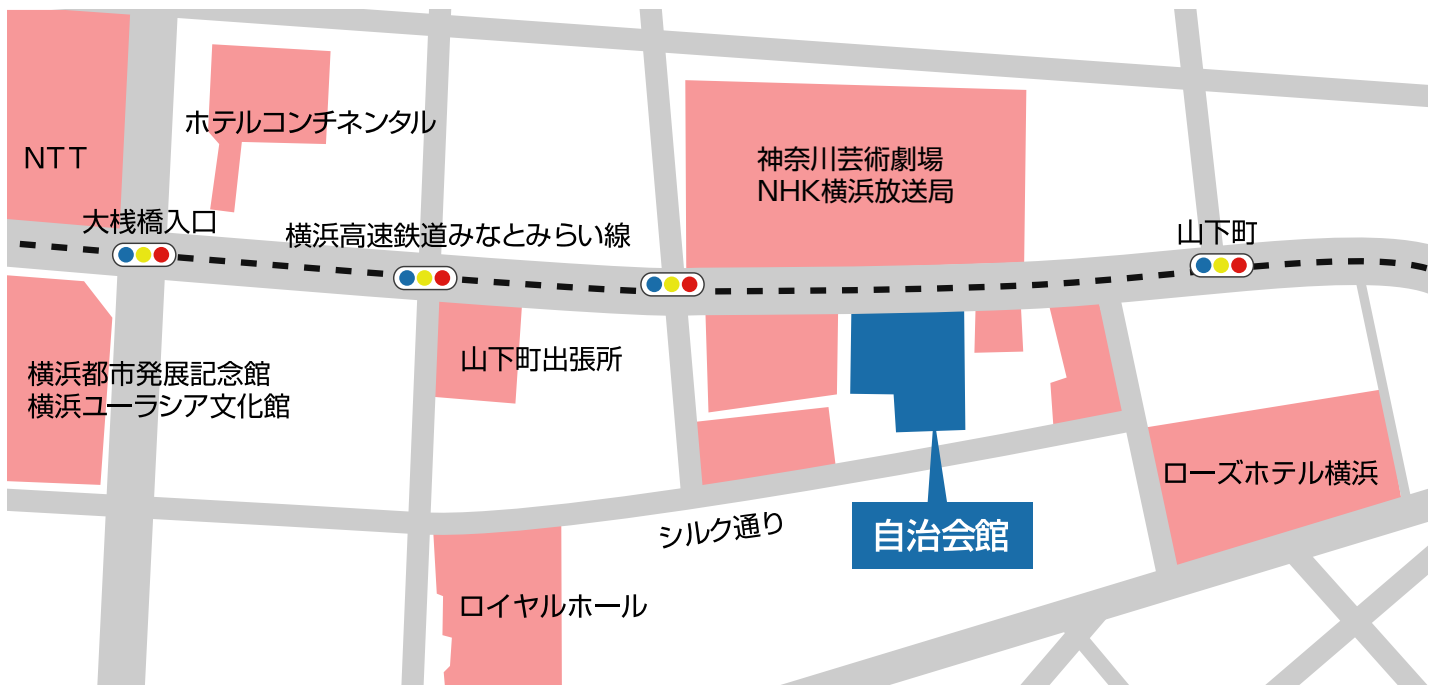 ホテルコンチネンタル
NTT
神奈川芸術劇場
NHK横浜放送局
大桟橋入口
横浜高速鉄道みなとみらい線
山下町
山下町出張所
横浜都市発展記念館
横浜ユーラシア文化館
ローズホテル横浜
シルク通り
自治会館
ロイヤルホール